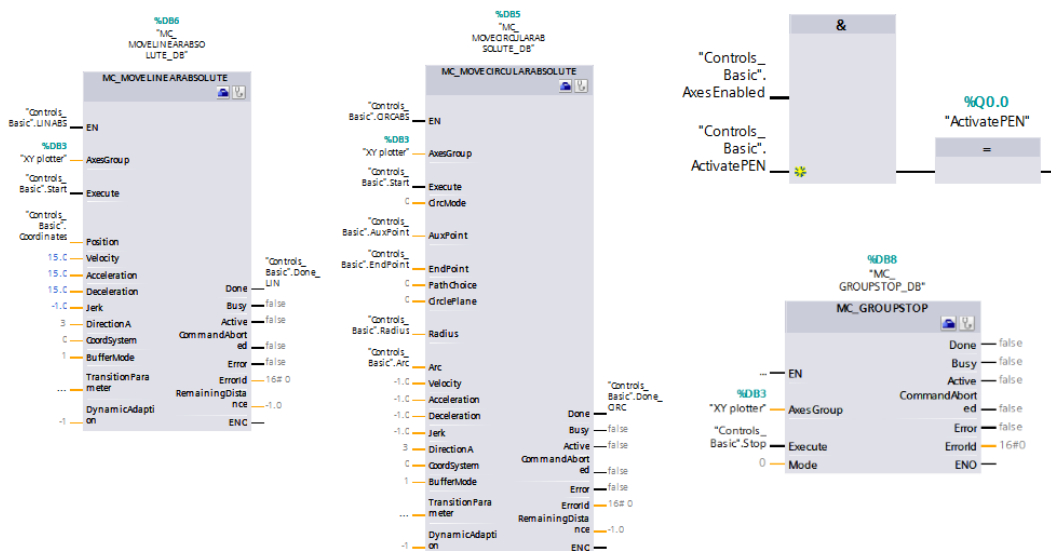 %DB6
"MC_
MOVELINEARABSO
LUTE_DB"
MC_MOVELINEARABSOLUTE
"Controls_
Basic".LINABS
EN
%DB3
"XY plotter"
AxesGroup
"Controls_
Basic".Start
Execute
"Controls_
Basic".
Coordinates
Position
15.0
Velocity
15.0
Acceleration
15.0
Deceleration
-1.0
Jerk
3
DirectionA
0
CoordSystem
1
BufferMode
...
TransitionPara
meter
-1
DynamicAdapti
on
"Controls_
Basic".Done_
LIN
Done
Busy
false
Active
false
CommandAbort
ed
false
Error
false
ErrorId
16#0
RemainingDista
nce
-1.0
ENO
%DB5
"MC_
MOVECIRCULARAB
SOLUTE_DB"
MC_MOVECIRCULARABSOLUTE
"Controls_
Basic".CIRCABS
EN
%DB3
"XY plotter"
AxesGroup
"Controls_
Basic".Start
Execute
0
CircMode
"Controls_
Basic".AuxPoint
AuxPoint
"Controls_
Basic".EndPoint
EndPoint
0
PathChoice
0
CirclePlane
"Controls_
Basic".Radius
Radius
"Controls_
Basic".Arc
Arc
-1.0
Velocity
-1.0
Acceleration
-1.0
Deceleration
-1.0
Jerk
3
DirectionA
0
CoordSystem
1
BufferMode
...
TransitionPara
meter
-1
DynamicAdapti
on
"Controls_
Basic".Done_
CIRC
Done
Busy
false
Active
false
CommandAbort
ed
false
Error
false
ErrorId
16#0
RemainingDista
nce
-1.0
ENO
&
"Controls_
Basic".
AxesEnabled
"Controls_
Basic".
ActivatePEN
%Q0.0
"ActivatePEN"
=
%DB8
"MC_
GROUPSTOP_DB"
MC_GROUPSTOP
...
EN
%DB3
"XY plotter"
AxesGroup
"Controls_
Basic".Stop
Execute
0
Mode
Done
false
Busy
false
Active
false
CommandAbort
ed
false
Error
false
ErrorId
16#0
ENO